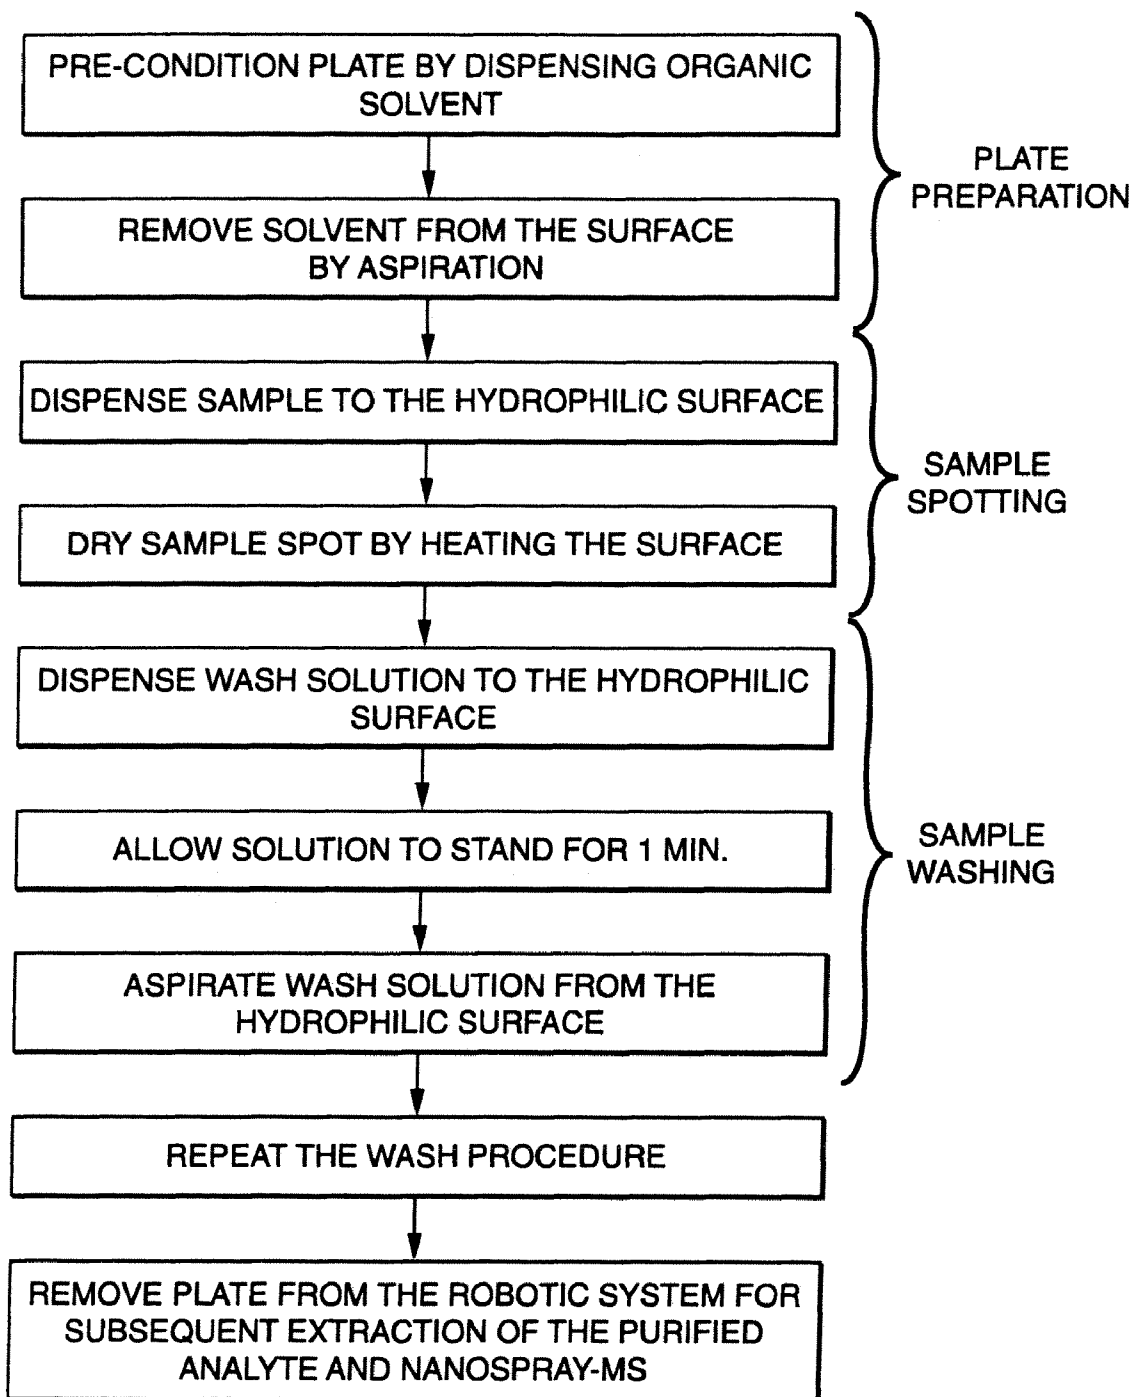 PRE-CONDITION PLATE BY DISPENSING ORGANIC
SOLVENT
REMOVE SOLVENT FROM THE SURFACE
BY ASPIRATION
PLATE
PREPARATION
DISPENSE SAMPLE TO THE HYDROPHILIC SURFACE
DRY SAMPLE SPOT BY HEATING THE SURFACE
SAMPLE
SPOTTING
DISPENSE WASH SOLUTION TO THE HYDROPHILIC
SURFACE
ALLOW SOLUTION TO STAND FOR 1 MIN.
ASPIRATE WASH SOLUTION FROM THE
HYDROPHILIC SURFACE
SAMPLE
WASHING
REPEAT THE WASH PROCEDURE
REMOVE PLATE FROM THE ROBOTIC SYSTEM FOR
SUBSEQUENT EXTRACTION OF THE PURIFIED
ANALYTE AND NANOSPRAY-MS